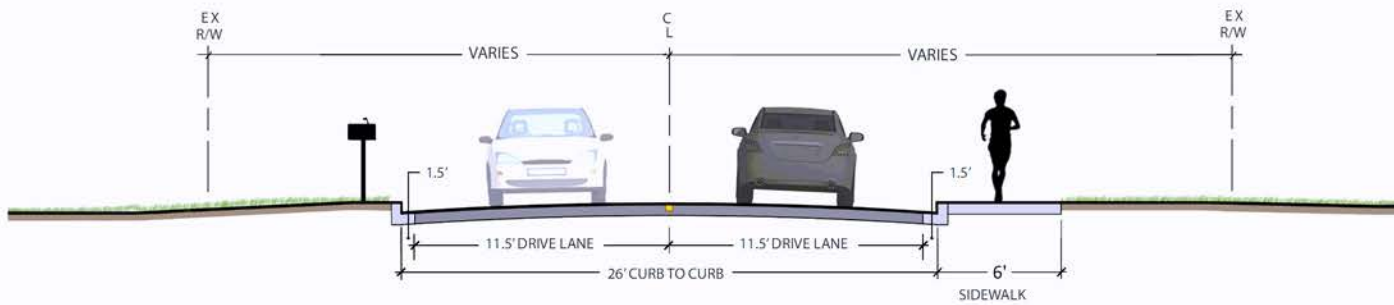 EX
R/W
C
L
EX
R/W
VARIES
VARIES
1.5'
1.5'
11.5' DRIVE LANE
11.5' DRIVE LANE
26' CURB TO CURB
6'
SIDEWALK